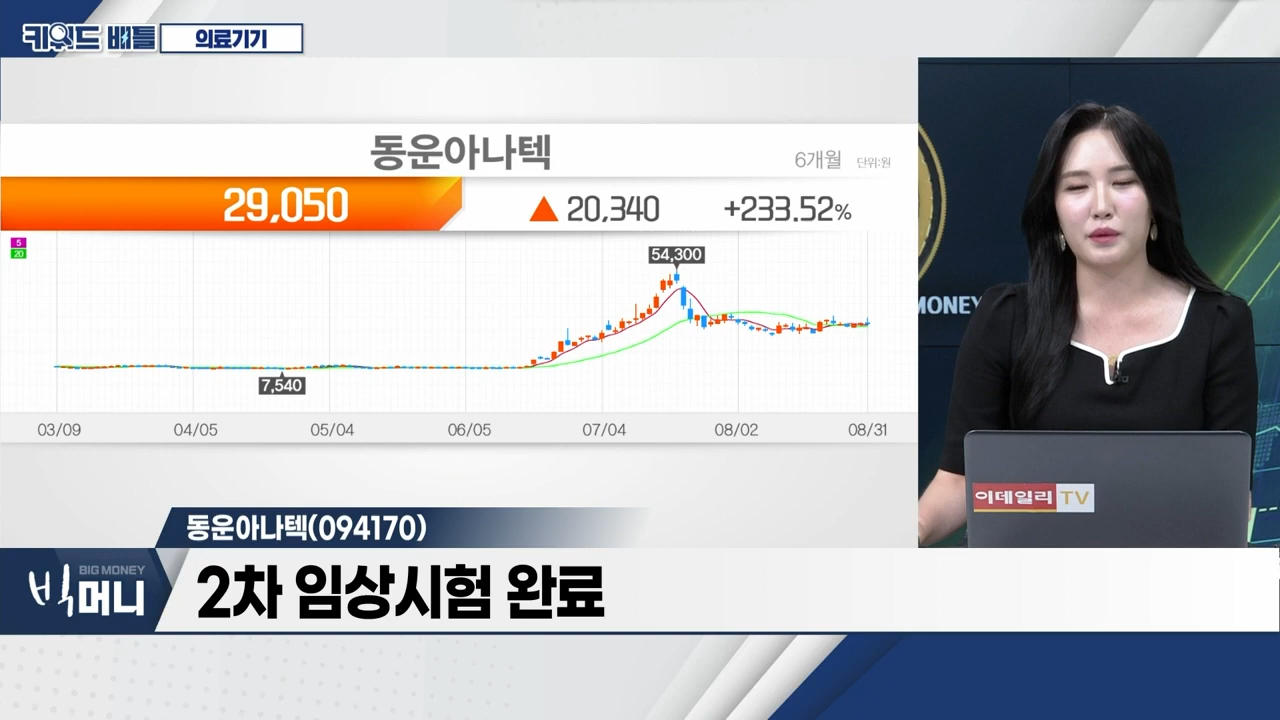 키워드 배틀
의료기기
동운아나텍
6개월
단위:원
29,050
▲ 20,340
+233.52%
5
20
54,300
7,540
03/09
04/05
05/04
06/05
07/04
08/02
08/31
MONEY
이데일리 TV
동운아나텍(094170)
BIG MONEY
빅머니
2차 임상시험 완료